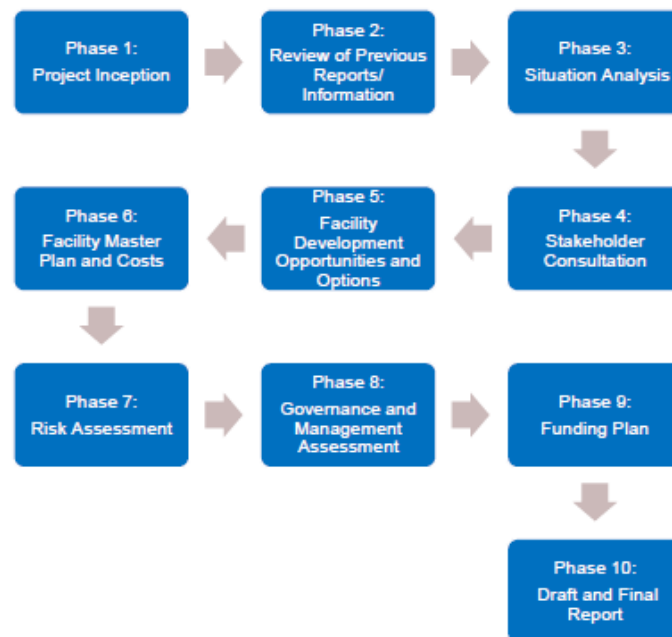 Phase 1:
Project Inception
Phase 2:
Review of Previous
Reports/
Information
Phase 3:
Situation Analysis
Phase 4:
Stakeholder
Consultation
Phase 5:
Facility
Development
Opportunities and
Options
Phase 6:
Facility Master
Plan and Costs
Phase 7:
Risk Assessment
Phase 8:
Governance and
Management
Assessment
Phase 9:
Funding Plan
Phase 10:
Draft and Final
Report